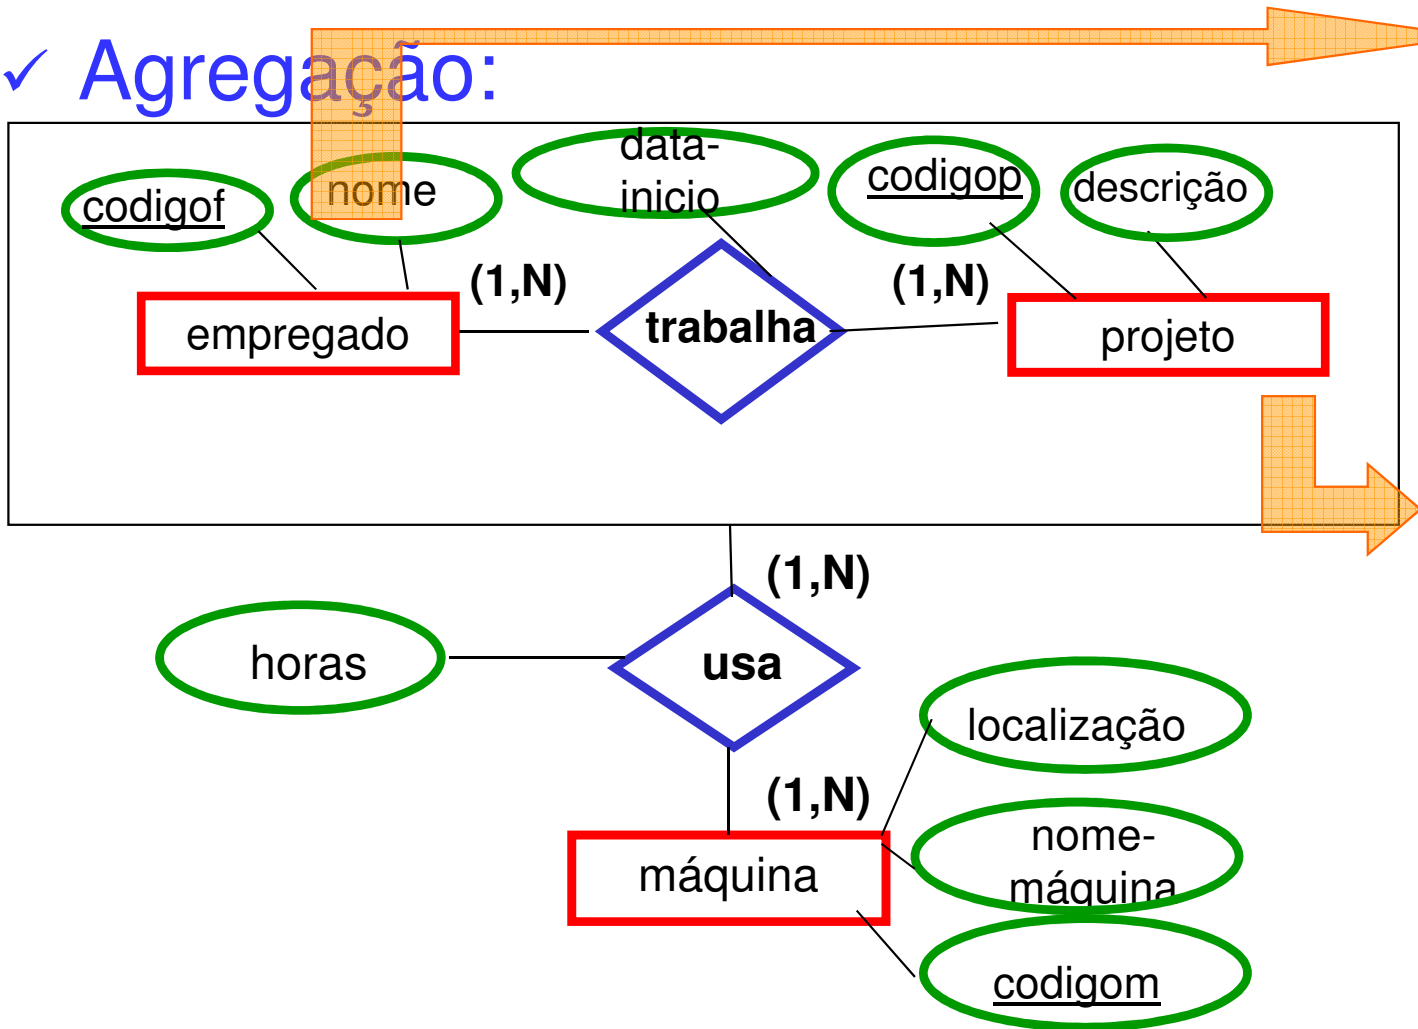 ✓ Agregação:
data-
inicio
codigop
descrição
nome
codigof
(1,N)
(1,N)
empregado
trabalha
projeto
(1,N)
horas
usa
localização
(1,N)
máquina
nome-
máquina
codigom